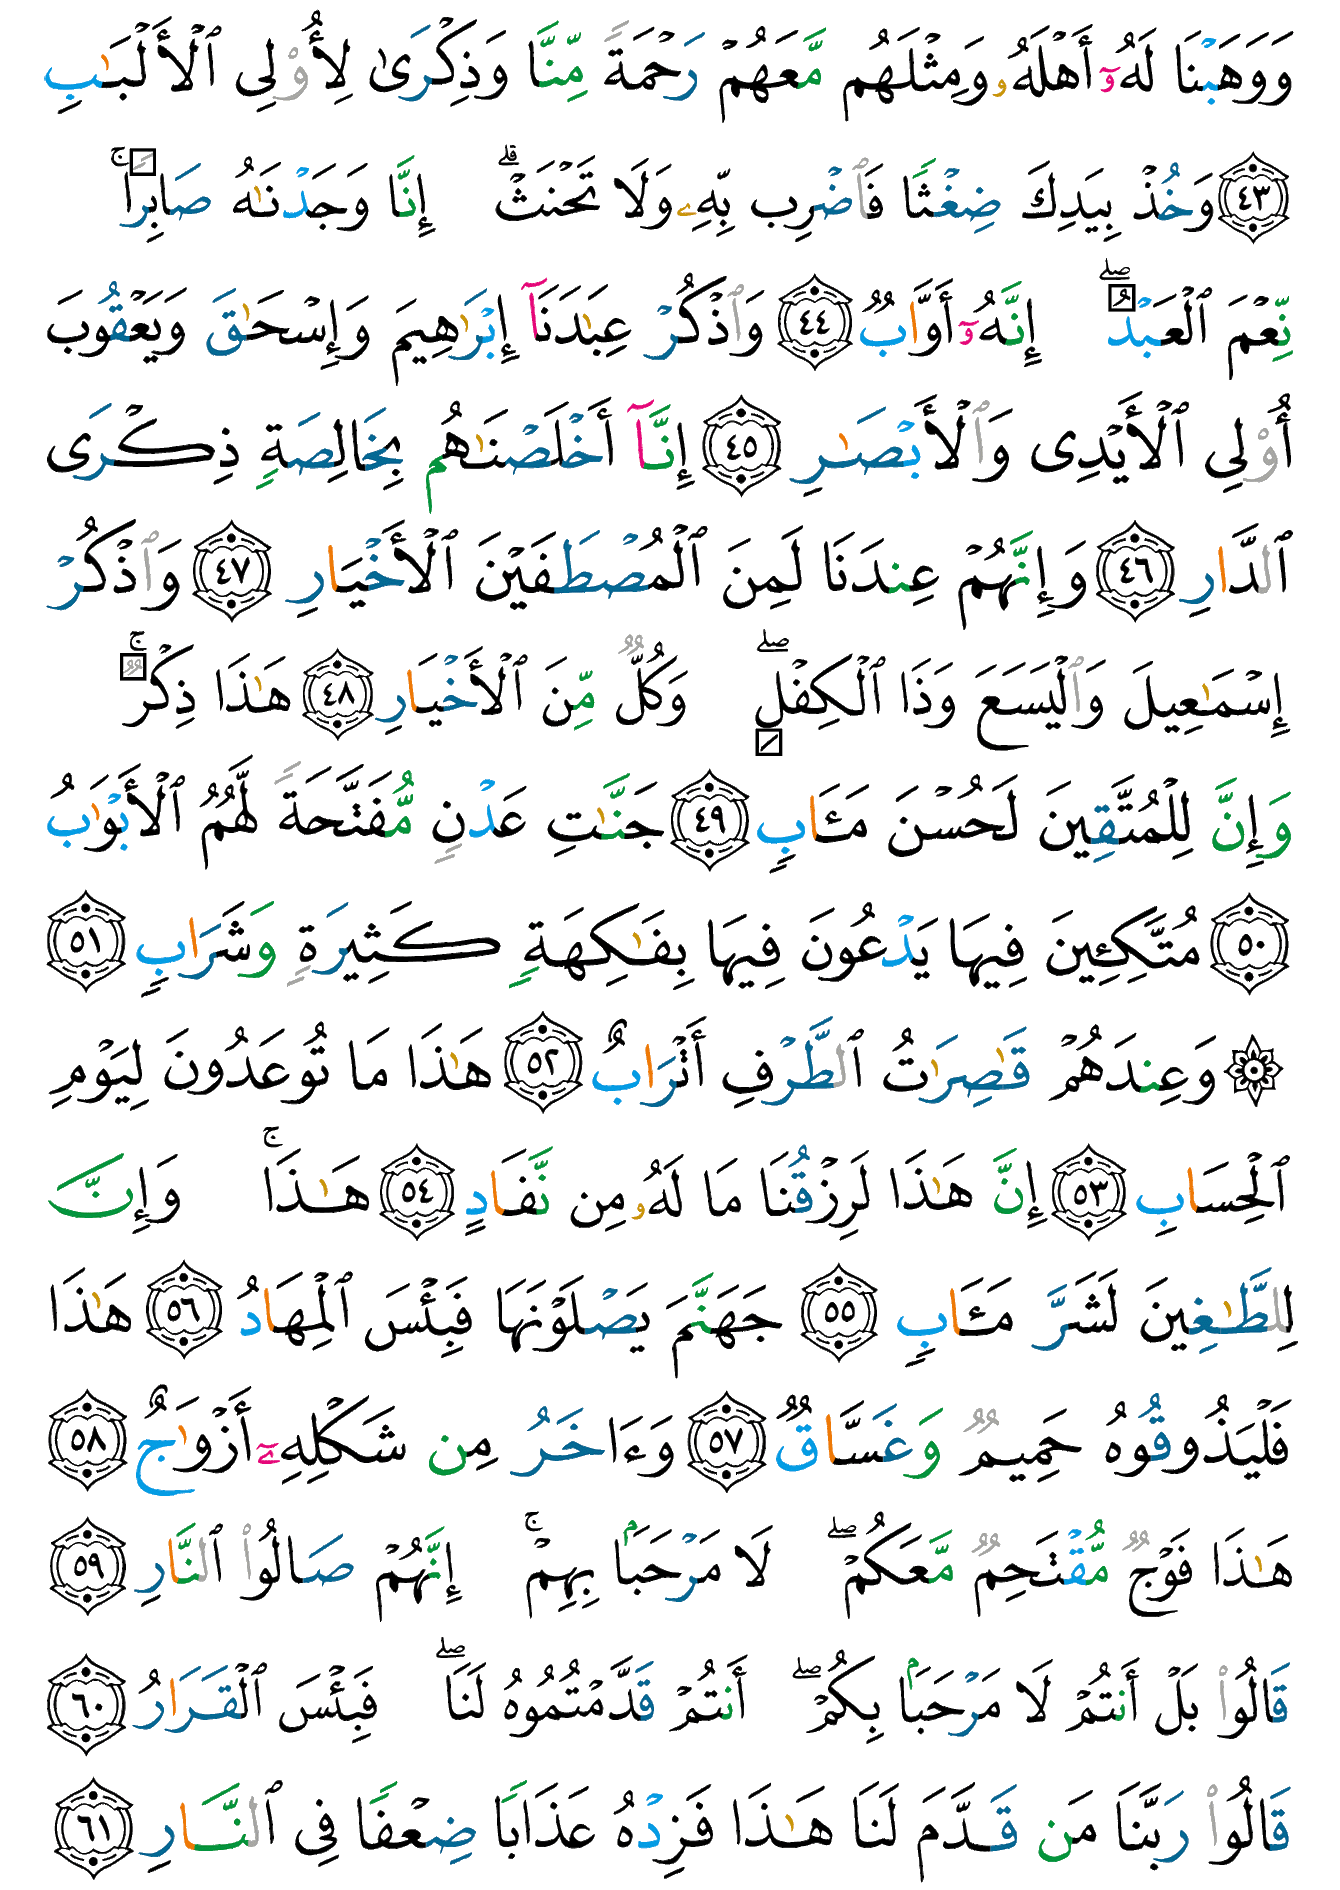 وَوَهَبْنَا لَهُۥٓ أَهْلَهُۥ وَمِثْلَهُم مَّعَهُمْ رَحْمَةً مِّنَّا وَذِكْرَىٰ لِأُو۟لِى ٱلْأَلْبَـٰبِ
٤٣ وَخُذْ بِيَدِكَ ضِغْثًا فَٱضْرِب بِّهِۦ وَلَا تَحْنَثْ ۗ إِنَّا وَجَدْنَـٰهُ صَابِرًا ۚ
نِّعْمَ ٱلْعَبْدُ ۖ إِنَّهُۥٓ أَوَّابٌ ٤٤ وَٱذْكُرْ عِبَـٰدَنَآ إِبْرَٰهِيمَ وَإِسْحَـٰقَ وَيَعْقُوبَ
أُو۟لِى ٱلْأَيْدِى وَٱلْأَبْصَـٰرِ ٤٥ إِنَّآ أَخْلَصْنَـٰهُم بِخَالِصَةٍ ذِكْرَى
ٱلدَّارِ ٤٦ وَإِنَّهُمْ عِندَنَا لَمِنَ ٱلْمُصْطَفَيْنَ ٱلْأَخْيَارِ ٤٧ وَٱذْكُرْ
إِسْمَـٰعِيلَ وَٱلْيَسَعَ وَذَا ٱلْكِفْلِ ۖ وَكُلٌّ مِّنَ ٱلْأَخْيَارِ ٤٨ هَـٰذَا ذِكْرٌ ۚ
وَإِنَّ لِلْمُتَّقِينَ لَحُسْنَ مَـَٔابٍ ٤٩ جَنَّـٰتِ عَدْنٍ مُّفَتَّحَةً لَّهُمُ ٱلْأَبْوَٰبُ
٥٠ مُتَّكِـِٔينَ فِيهَا يَدْعُونَ فِيهَا بِفَـٰكِهَةٍ كَثِيرَةٍ وَشَرَابٍ ٥١
۞ وَعِندَهُمْ قَـٰصِرَٰتُ ٱلطَّرْفِ أَتْرَابٌ ٥٢ هَـٰذَا مَا تُوعَدُونَ لِيَوْمِ
ٱلْحِسَابِ ٥٣ إِنَّ هَـٰذَا لَرِزْقُنَا مَا لَهُۥ مِن نَّفَادٍ ٥٤ هَـٰذَا ۚ وَإِنَّ
لِلطَّـٰغِينَ لَشَرَّ مَـَٔابٍ ٥٥ جَهَنَّمَ يَصْلَوْنَهَا فَبِئْسَ ٱلْمِهَادُ ٥٦ هَـٰذَا
فَلْيَذُوقُوهُ حَمِيمٌ وَغَسَّاقٌ ٥٧ وَءَاخَرُ مِن شَكْلِهِۦٓ أَزْوَٰجٌ ٥٨
هَـٰذَا فَوْجٌ مُّقْتَحِمٌ مَّعَكُمْ ۖ لَا مَرْحَبًۢا بِهِمْ ۚ إِنَّهُمْ صَالُوا۟ ٱلنَّارِ ٥٩
قَالُوا۟ بَلْ أَنتُمْ لَا مَرْحَبًۢا بِكُمْ ۖ أَنتُمْ قَدَّمْتُمُوهُ لَنَا ۖ فَبِئْسَ ٱلْقَرَارُ ٦٠
قَالُوا۟ رَبَّنَا مَن قَدَّمَ لَنَا هَـٰذَا فَزِدْهُ عَذَابًا ضِعْفًا فِى ٱلنَّارِ ٦١